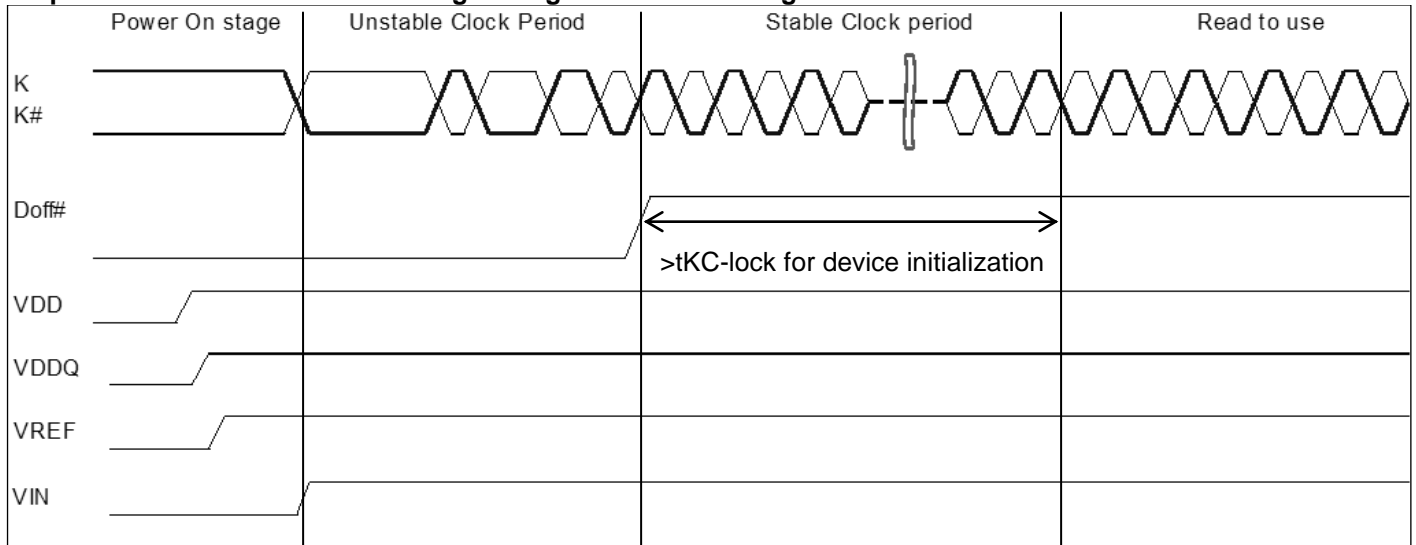 Power On stage Unstable Clock Period Stable Clock period Read to use
K
K#
Doff#
>tKC-lock for device initialization
VDD
VDDQ
VREF
VIN